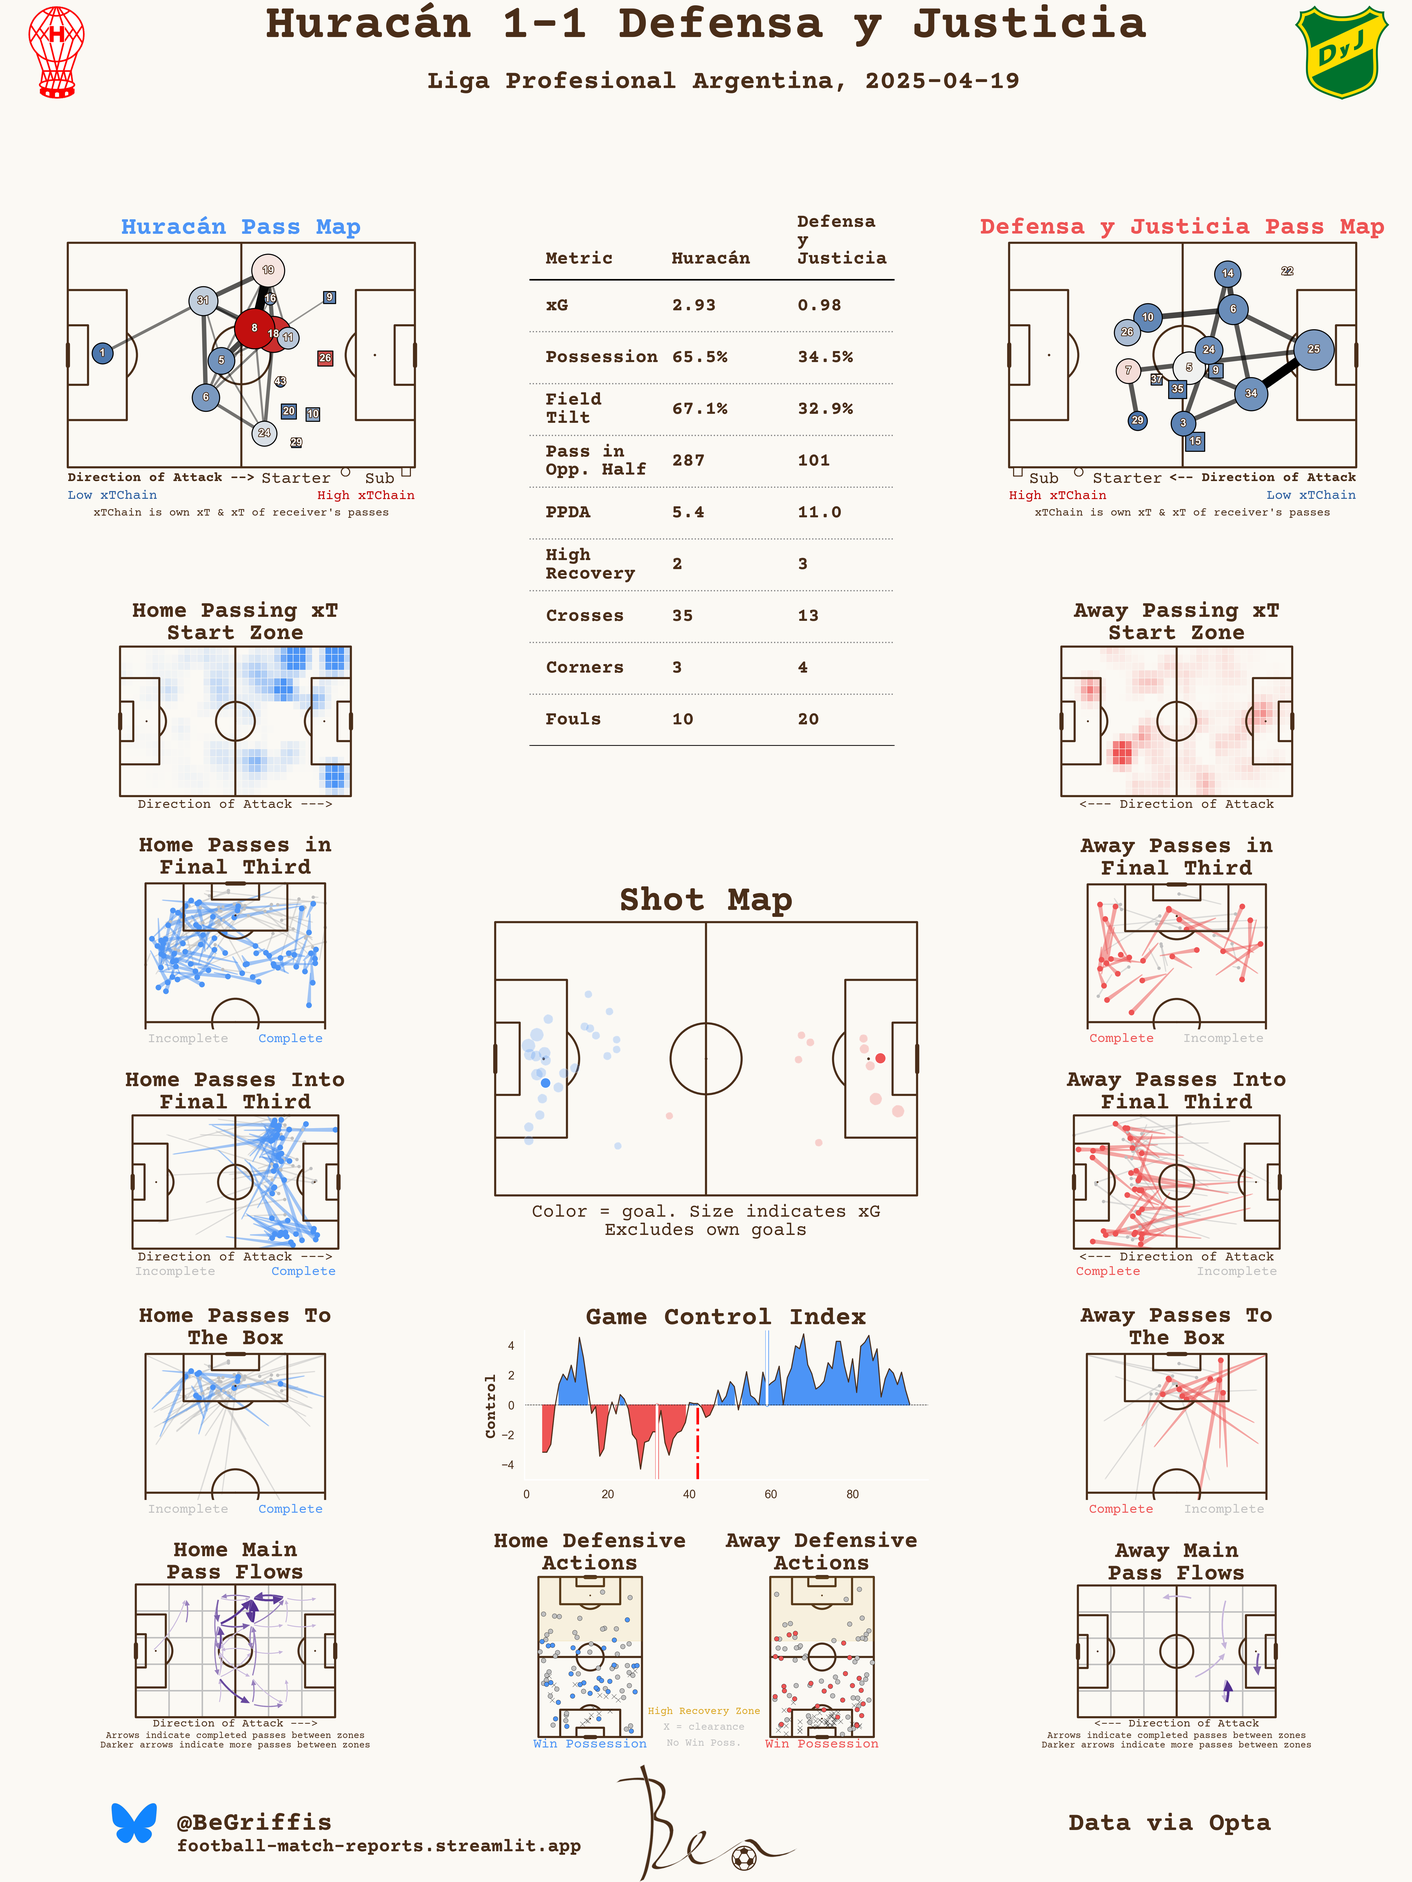 Huracán 1-1 Defensa y Justicia
Liga Profesional Argentina, 2025-04-19
H
DyJ
Huracán Pass Map
19
31
16
9
8
18
11
1
5
26
43
6
20
10
24
29
Direction of Attack --> Starter Sub
Low xTChain High xTChain
xTChain is own xT & xT of receiver's passes
Metric Huracán Defensa y Justicia
xG 2.93 0.98
Possession 65.5% 34.5%
Field Tilt 67.1% 32.9%
Pass in Opp. Half 287 101
PPDA 5.4 11.0
High Recovery 2 3
Crosses 35 13
Corners 3 4
Fouls 10 20
Defensa y Justicia Pass Map
22
14
6
10
26
24
25
7
5
9
37
35
34
29
3
15
Sub Starter <-- Direction of Attack
High xTChain Low xTChain
xTChain is own xT & xT of receiver's passes
Home Passing xT
Start Zone
Direction of Attack --->
Away Passing xT
Start Zone
<--- Direction of Attack
Home Passes in
Final Third
Incomplete Complete
Away Passes in
Final Third
Complete Incomplete
Shot Map
Color = goal. Size indicates xG
Excludes own goals
Home Passes Into
Final Third
Direction of Attack --->
Incomplete Complete
Away Passes Into
Final Third
<--- Direction of Attack
Complete Incomplete
Home Passes To
The Box
Incomplete Complete
Game Control Index
Control
4
2
0
−2
−4
0 20 40 60 80
Away Passes To
The Box
Complete Incomplete
Home Main
Pass Flows
Direction of Attack --->
Arrows indicate completed passes between zones
Darker arrows indicate more passes between zones
Home Defensive
Actions
Win Possession
Away Defensive
Actions
Win Possession
High Recovery Zone
X = clearance
No Win Poss.
Away Main
Pass Flows
<--- Direction of Attack
Arrows indicate completed passes between zones
Darker arrows indicate more passes between zones
@BeGriffis
football-match-reports.streamlit.app
Ben
Data via Opta